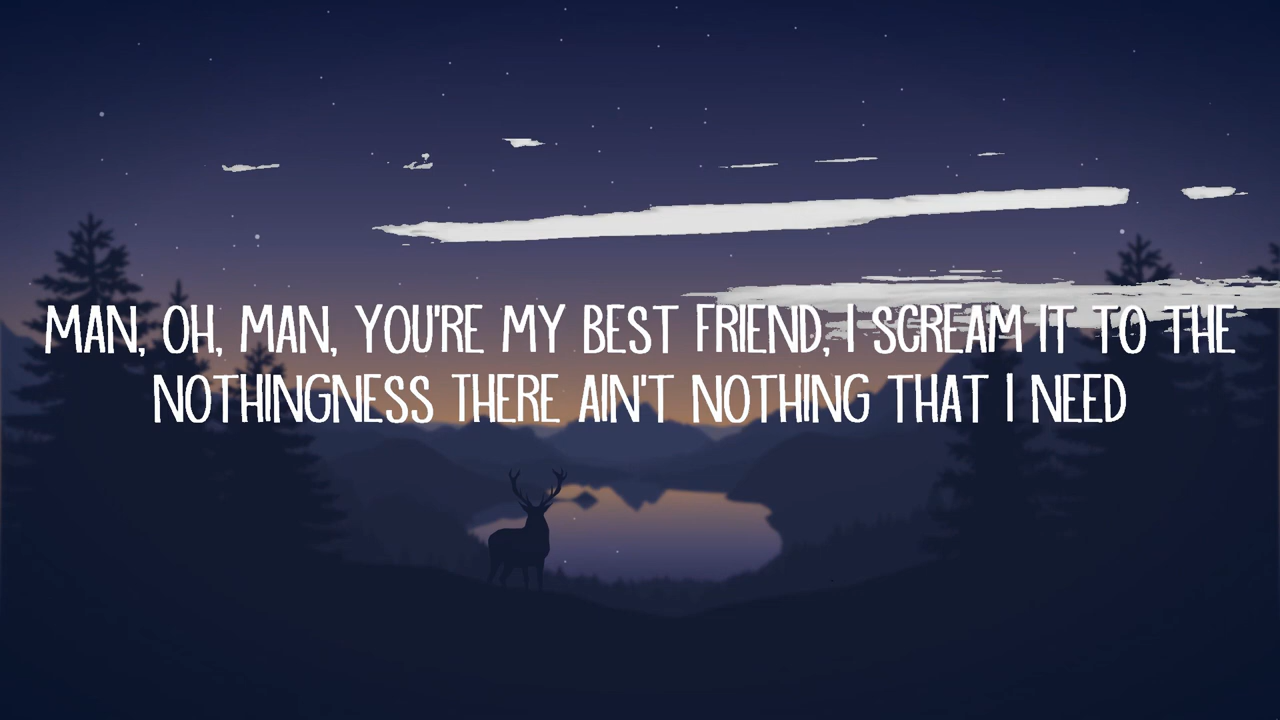 MAN, OH, MAN, YOU'RE MY BEST FRIEND, I SCREAM IT TO THE
NOTHINGNESS THERE AIN'T NOTHING THAT I NEED